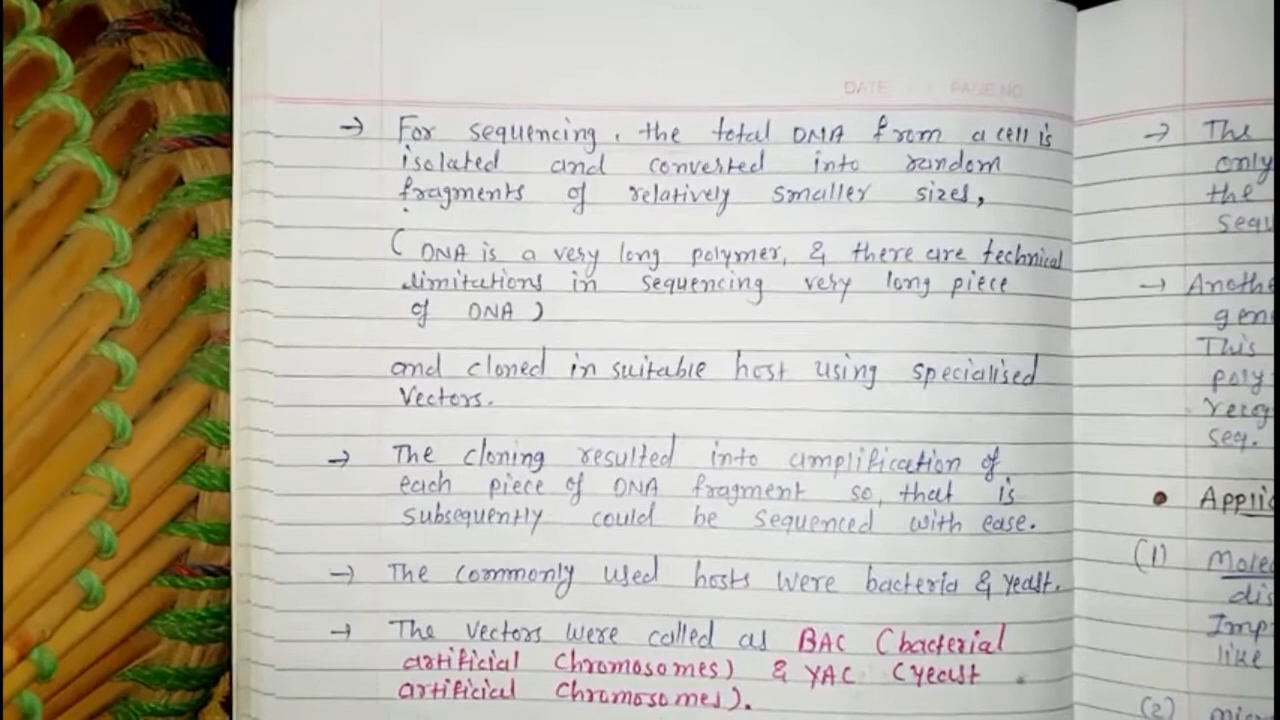 DATE PAGE NO
→ For sequencing, the total DNA from a cell is
isolated and converted into random
fragments of relatively smaller sizes,
( DNA is a very long polymer, & there are technical
limitations in sequencing very long piece
of DNA )
and cloned in suitable host using specialised
Vectors.
→ The cloning resulted into amplification of
each piece of DNA fragment so, that is
subsequently could be sequenced with ease.
→ The commonly used hosts were bacteria & yeast.
→ The vectors were called as BAC (bacterial
artificial Chromosomes) & YAC (yeast
artificial Chromosomes).
→ The
only
the
sequ
→ Anothe
gen
This
poly
recog
seq.
• Applic
(1) Molec
dis
Imp
like
(2) mic